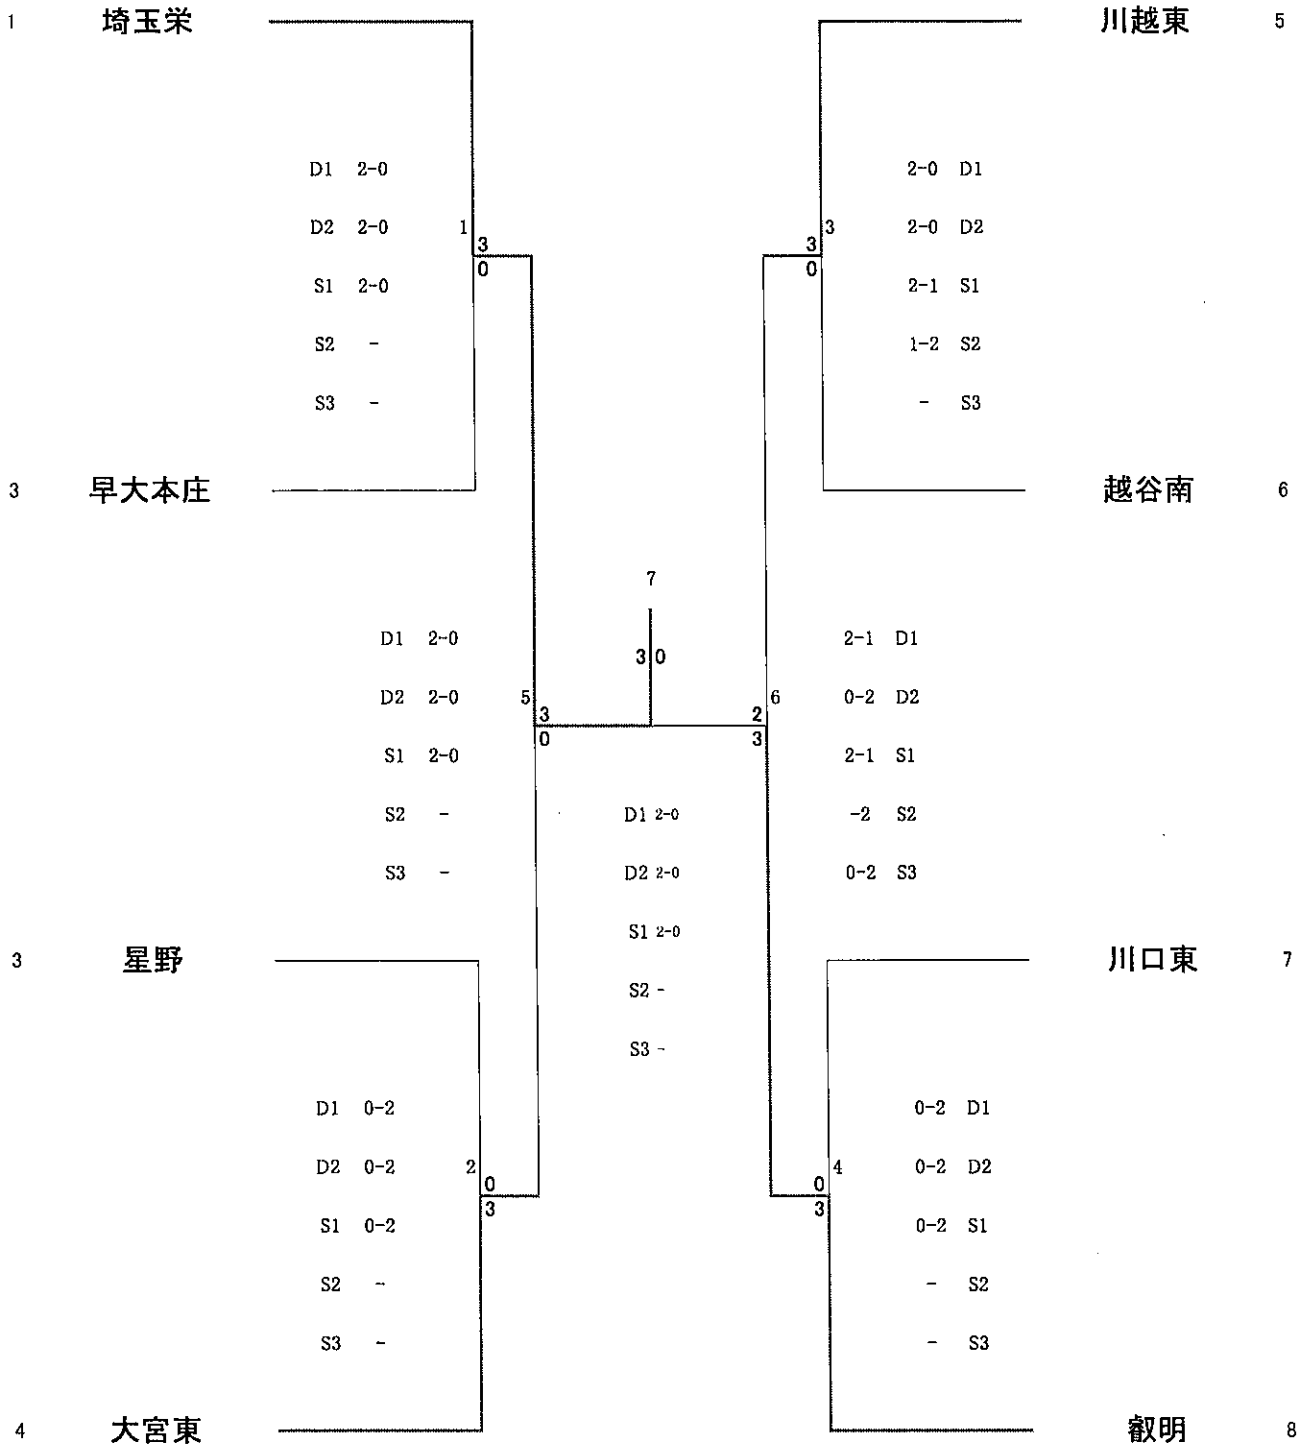 1 埼玉栄 川越東 5
D1 2-0 2-0 D1
D2 2-0 1 3 2-0 D2
3 3
0 0
S1 2-0 2-1 S1
S2 - 1-2 S2
S3 - - S3
3 早大本庄 越谷南 6
7
D1 2-0 2-1 D1
3 0
D2 2-0 5 6 0-2 D2
3 2
0 3
S1 2-0 2-1 S1
S2 - D1 2-0 -2 S2
S3 - D2 2-0 0-2 S3
S1 2-0
3 星野 川口東 7
S2 -
S3 -
D1 0-2 0-2 D1
D2 0-2 2 4 0-2 D2
0 0
3 3
S1 0-2 0-2 S1
S2 - - S2
S3 - - S3
4 大宮東 叡明 8